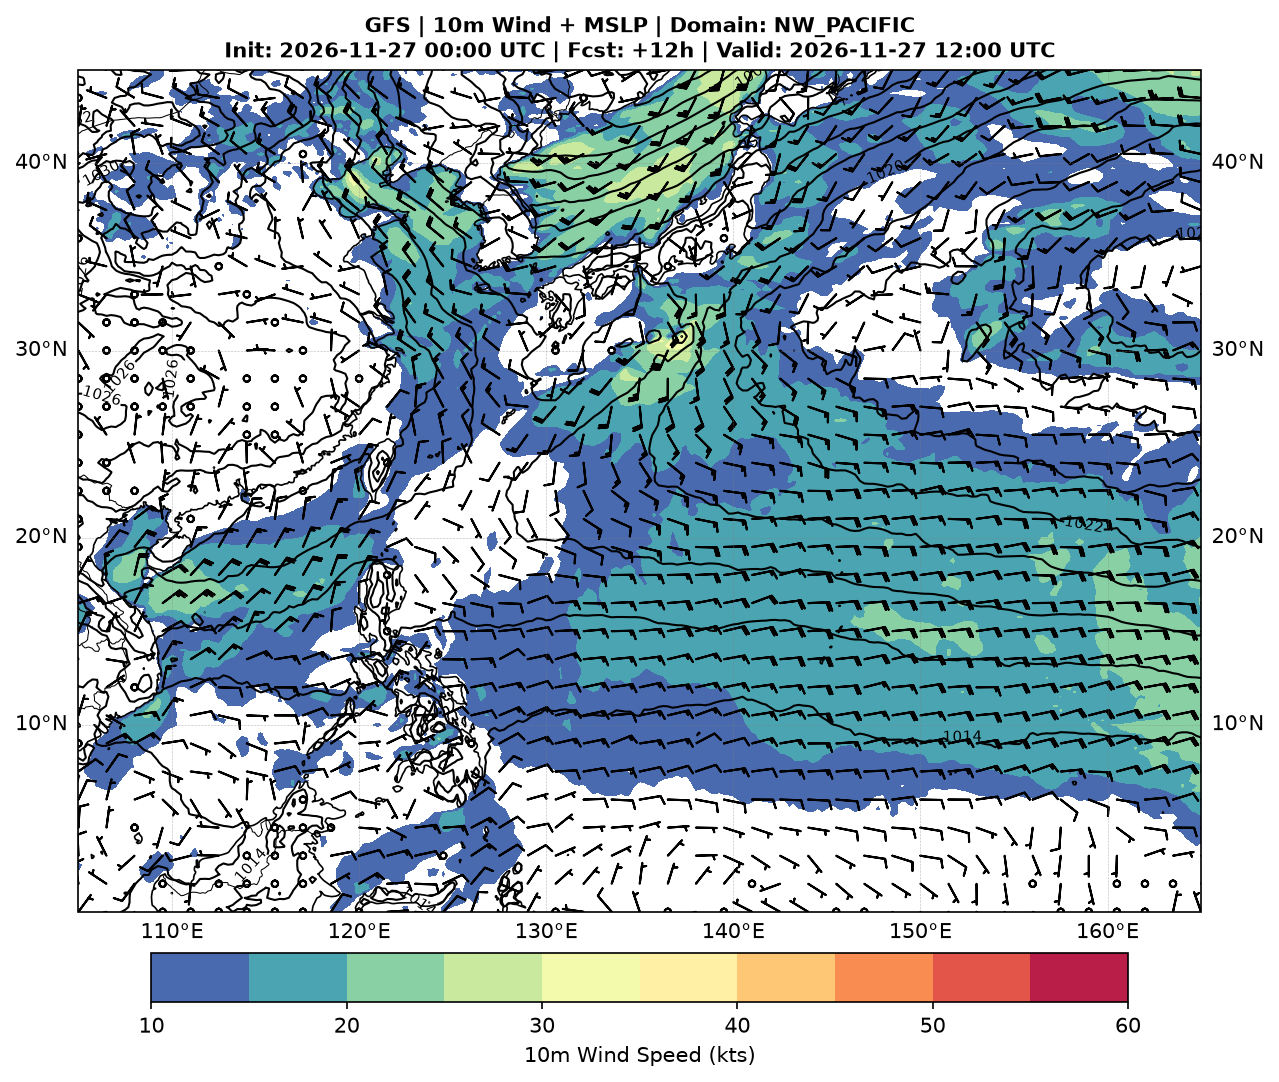 GFS | 10m Wind + MSLP | Domain: NW_PACIFIC
Init: 2026-11-27 00:00 UTC | Fcst: +12h | Valid: 2026-11-27 12:00 UTC
40°N
40°N
30°N
30°N
20°N
20°N
10°N
10°N
1030
1020
1026
1026
1026
1022
1014
1014
110°E
120°E
130°E
140°E
150°E
160°E
10
20
30
40
50
60
10m Wind Speed (kts)